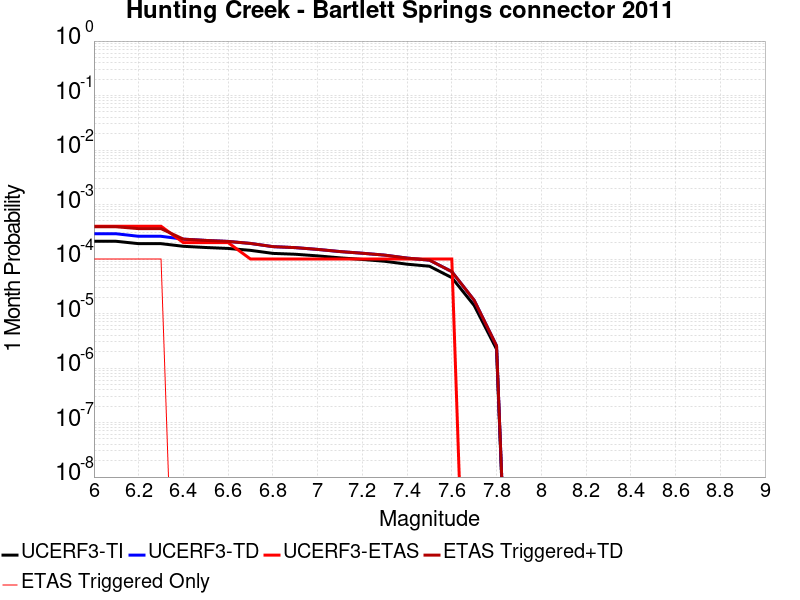 Hunting Creek - Bartlett Springs connector 2011
1 Month Probability
10^0
10^-1
10^-2
10^-3
10^-4
10^-5
10^-6
10^-7
10^-8
6 6.2 6.4 6.6 6.8 7 7.2 7.4 7.6 7.8 8 8.2 8.4 8.6 8.8 9
Magnitude
UCERF3-TI UCERF3-TD UCERF3-ETAS ETAS Triggered+TD
ETAS Triggered Only